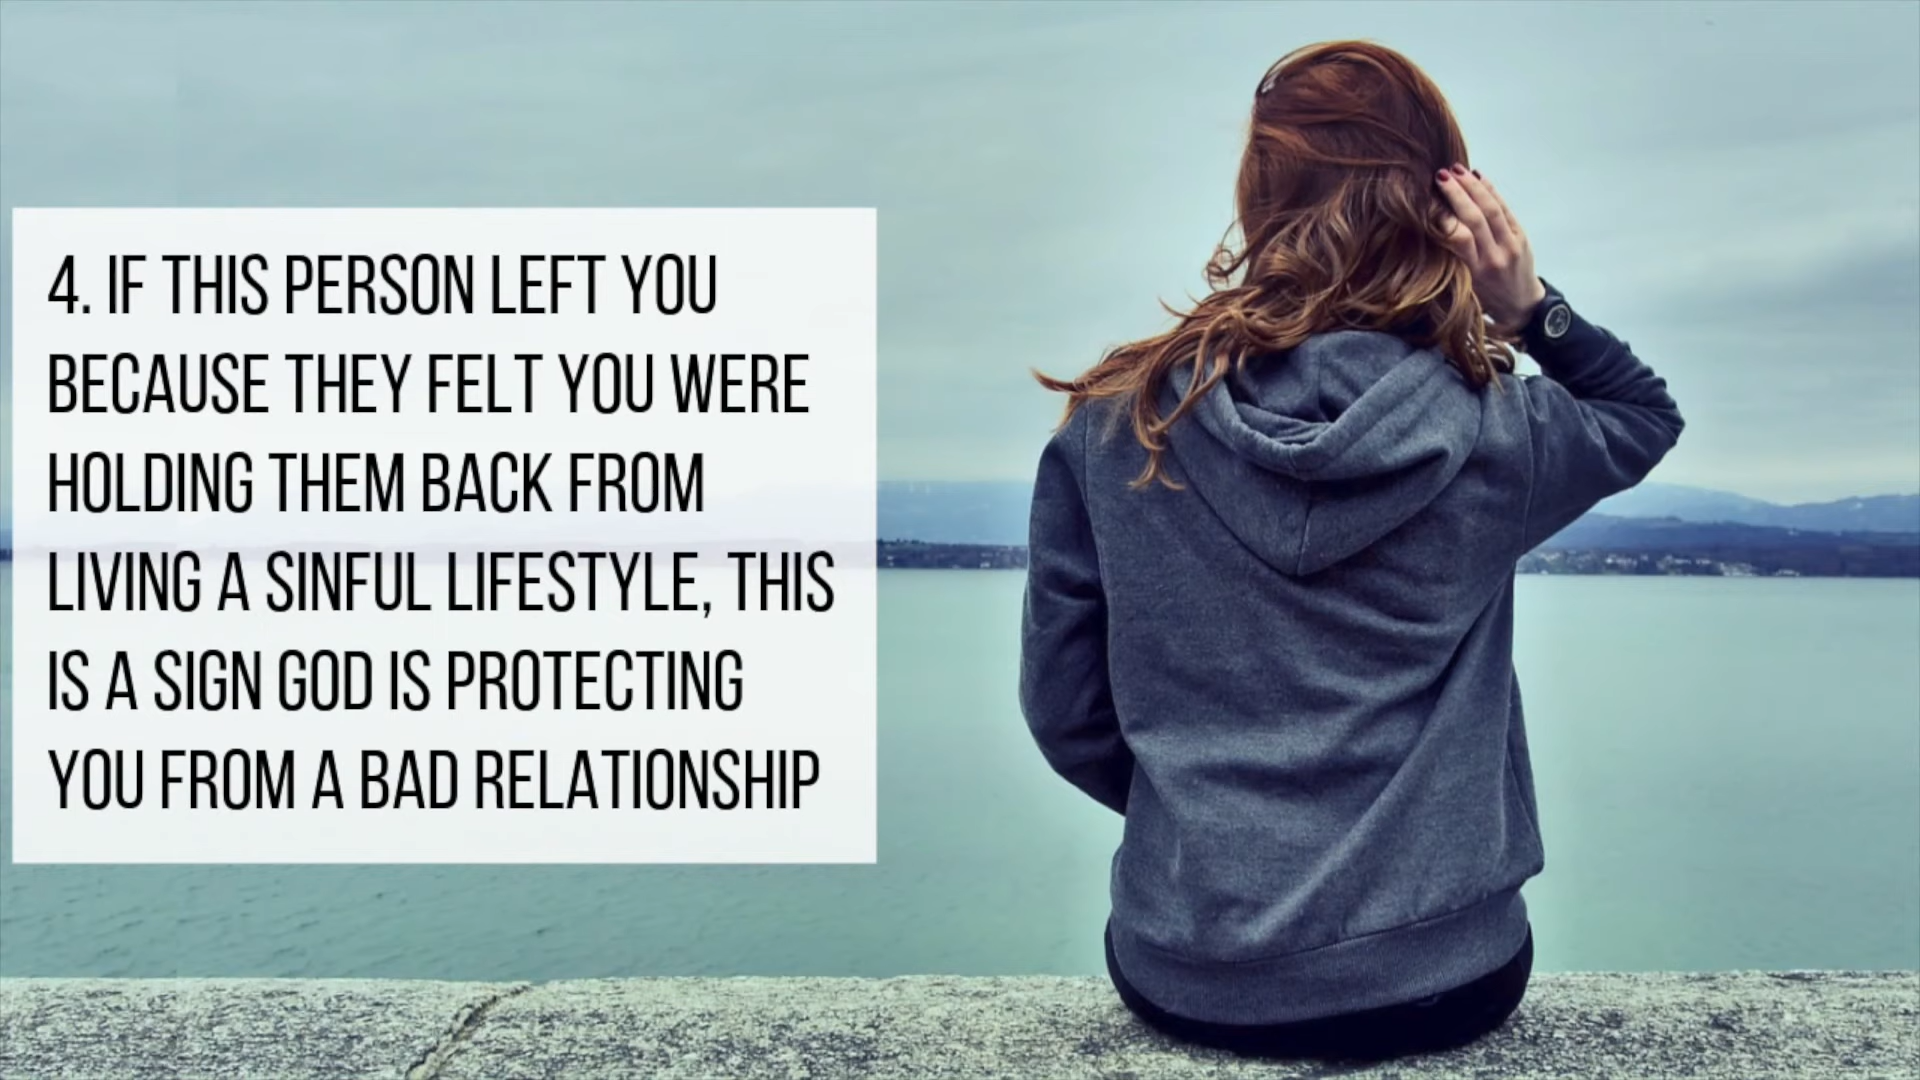 4. IF THIS PERSON LEFT YOU
BECAUSE THEY FELT YOU WERE
HOLDING THEM BACK FROM
LIVING A SINFUL LIFESTYLE, THIS
IS A SIGN GOD IS PROTECTING
YOU FROM A BAD RELATIONSHIP